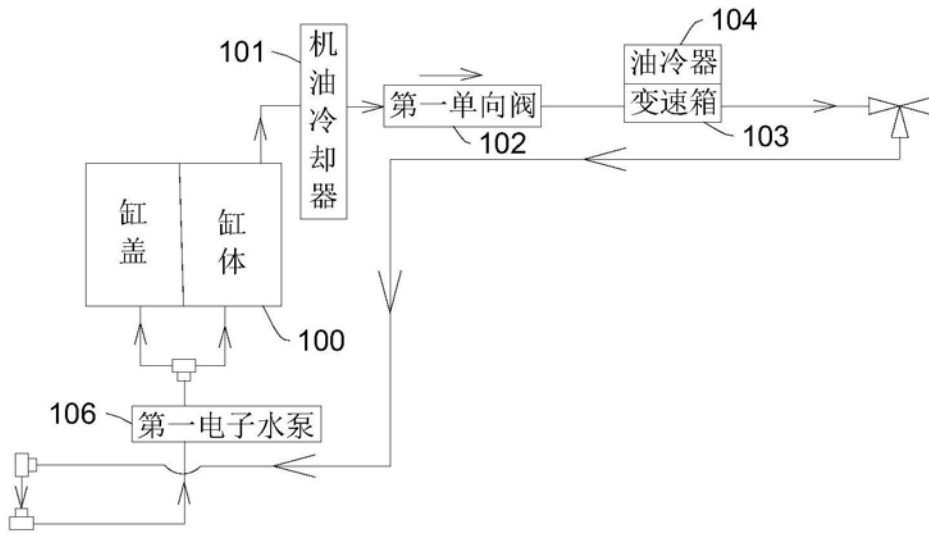 101
机油冷却器
104
油冷器
变速箱
103
第一单向阀
102
缸盖
缸体
100
106
第一电子水泵